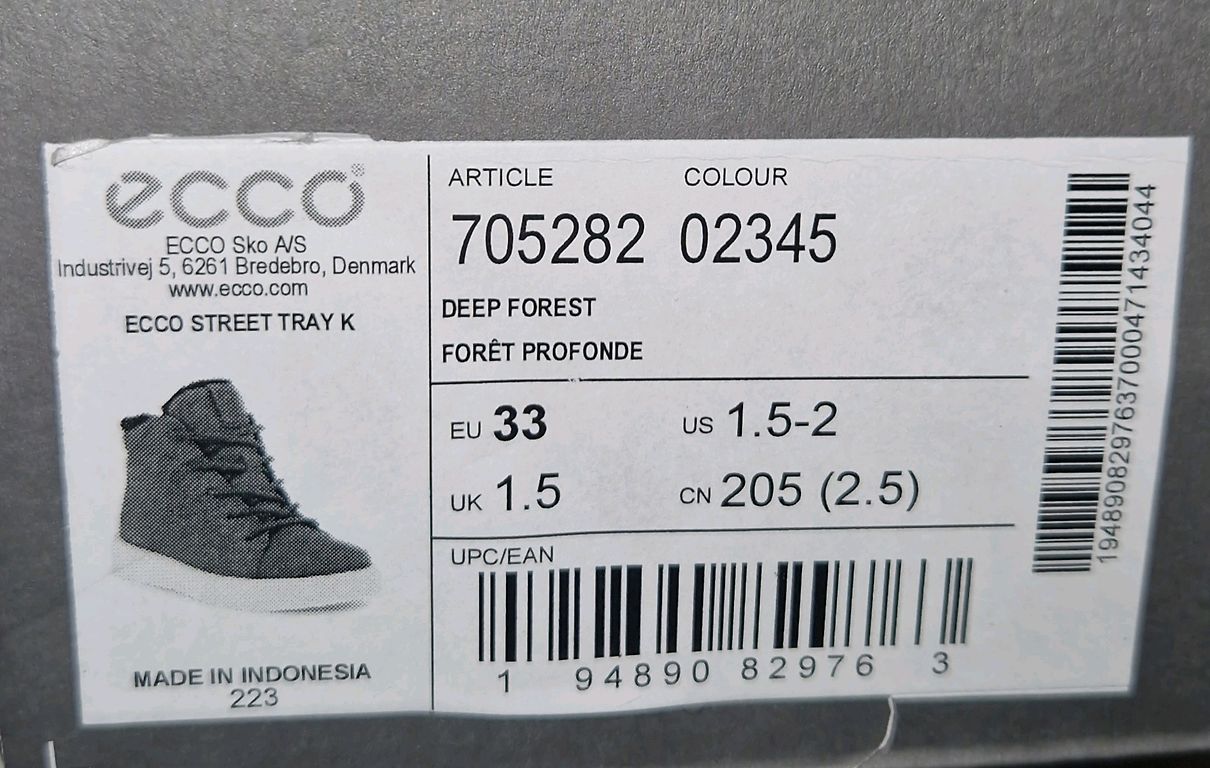 ecco®
ECCO Sko A/S
Industrivej 5, 6261 Bredebro, Denmark
www.ecco.com
ECCO STREET TRAY K
MADE IN INDONESIA
223
ARTICLE COLOUR
705282 02345
DEEP FOREST
FORÊT PROFONDE
EU 33 US 1.5-2
UK 1.5 CN 205 (2.5)
UPC/EAN
1 94890 82976 3
19489082976370004714​34044